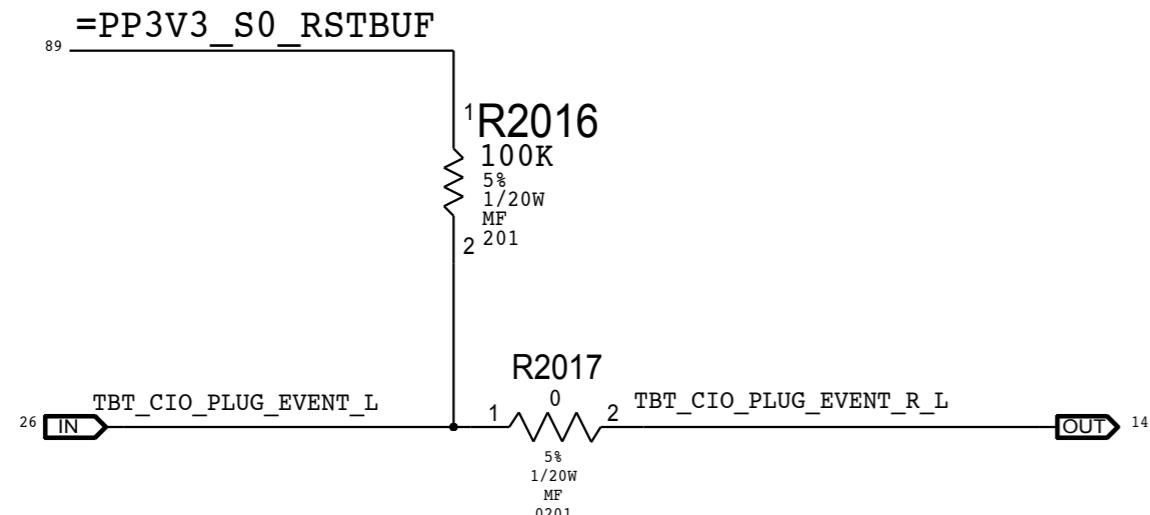 =PP3V3_S0_RSTBUF
89
1
R2016
100K
5%
1/20W
MF
201
2
R2017
0
TBT_CIO_PLUG_EVENT_L
1
2
TBT_CIO_PLUG_EVENT_R_L
26
IN
OUT
14
5%
1/20W
MF
0201